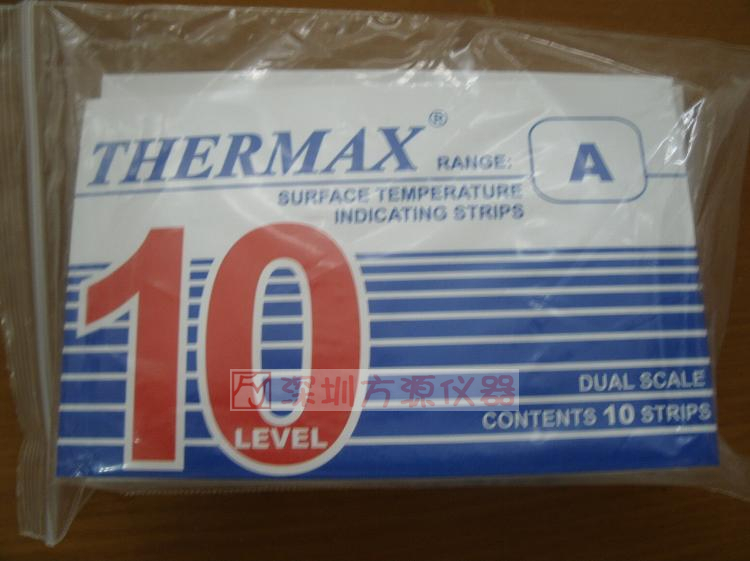 THERMAX®
RANGE: A
SURFACE TEMPERATURE
INDICATING STRIPS
10
LEVEL
深圳方源仪器
DUAL SCALE
CONTENTS 10 STRIPS